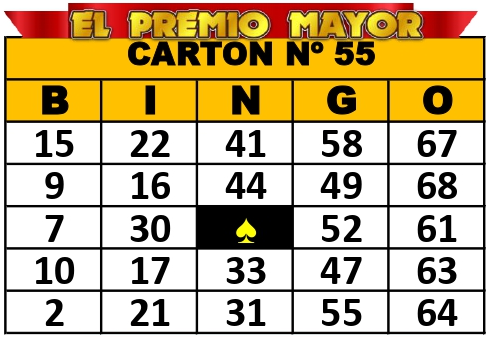 EL PREMIO MAYOR
CARTON Nº 55
B I N G O
15 22 41 58 67
9 16 44 49 68
7 30 ♠ 52 61
10 17 33 47 63
2 21 31 55 64